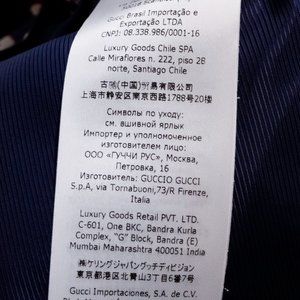 Gucci Brasil Importação e
Exportação LTDA
CNPJ: 08.338.986/0001-16
Luxury Goods Chile SPA
Calle Miraflores n. 222, piso 28
norte, Santiago Chile
古馳(中国)貿易有限公司
上海市静安区南京西路1788号20楼
Символы по уходу:
см. вшивной ярлык
Импортер и уполномоченное
изготовителем лицо:
ООО «ГУЧЧИ РУС», Москва,
Петровка, 16
Изготовитель: GUCCIO GUCCI
S.p.A, via Tornabuoni,73/R Firenze,
Italia
Luxury Goods Retail PVT. LTD.
C-601, One BKC, Bandra Kurla
Complex, "G" Block, Bandra (E)
Mumbai Maharashtra 400051 India
㈱ケリングジャパングッチディビジョン
東京都港区北青山3丁目6番1号
Gucci Importaciones, S.A. de C.V.